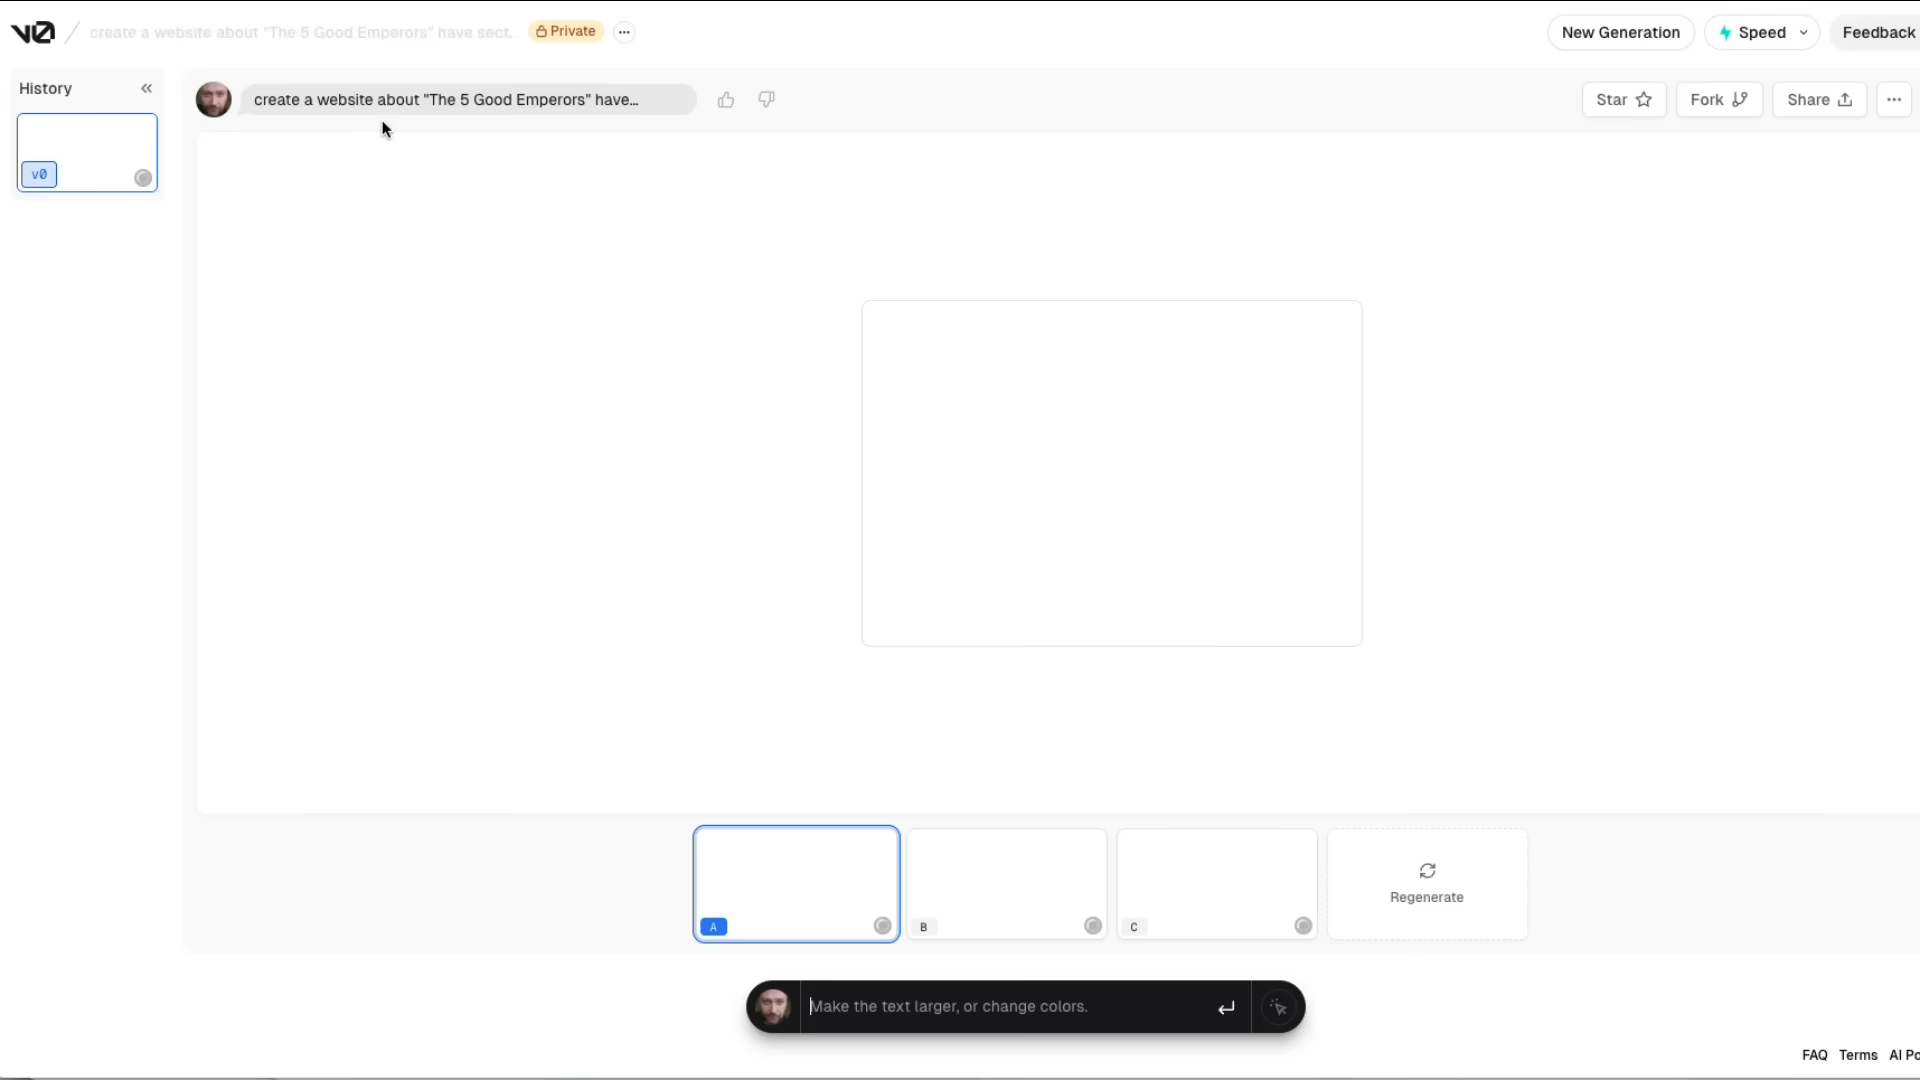 v0 / create a website about "The 5 Good Emperors" have sect... Private ... New Generation Speed Feedback
History «
create a website about "The 5 Good Emperors" have... Star Fork Share ...
v0
Regenerate
A B C
Make the text larger, or change colors.
FAQ Terms AI Po